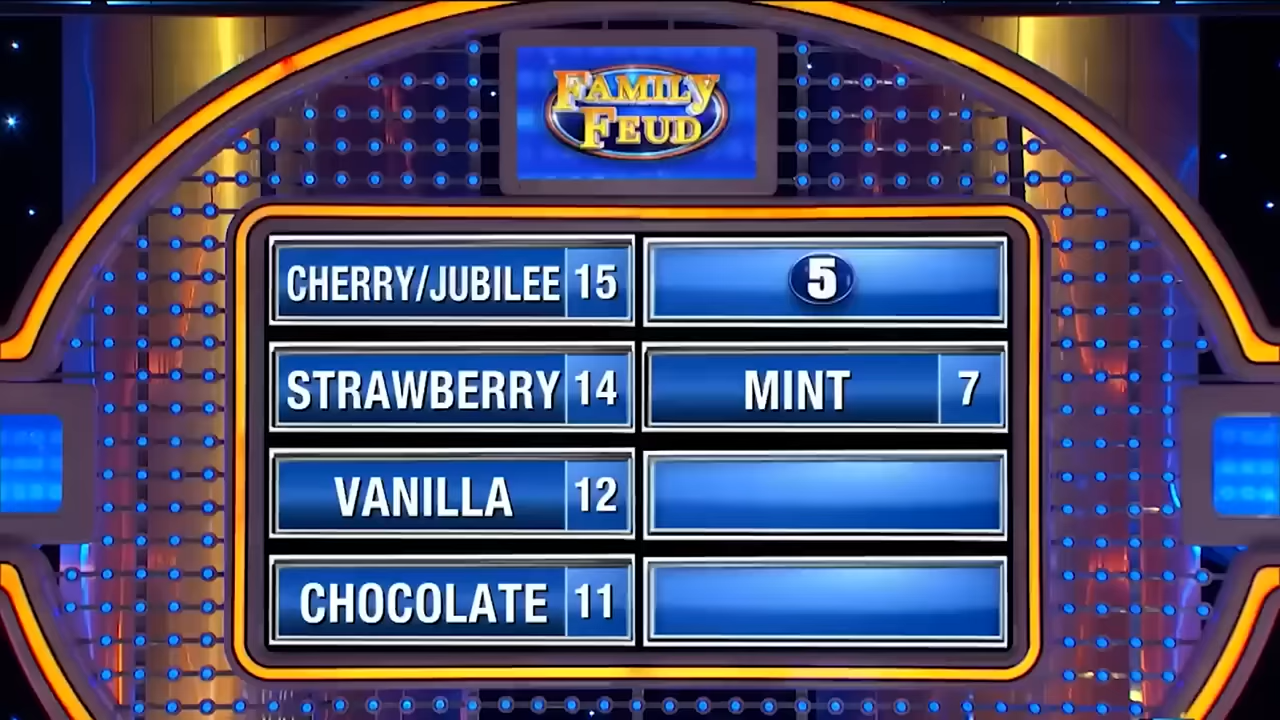 FAMILY
FEUD
CHERRY/JUBILEE 15
STRAWBERRY 14
VANILLA 12
CHOCOLATE 11
5
MINT 7